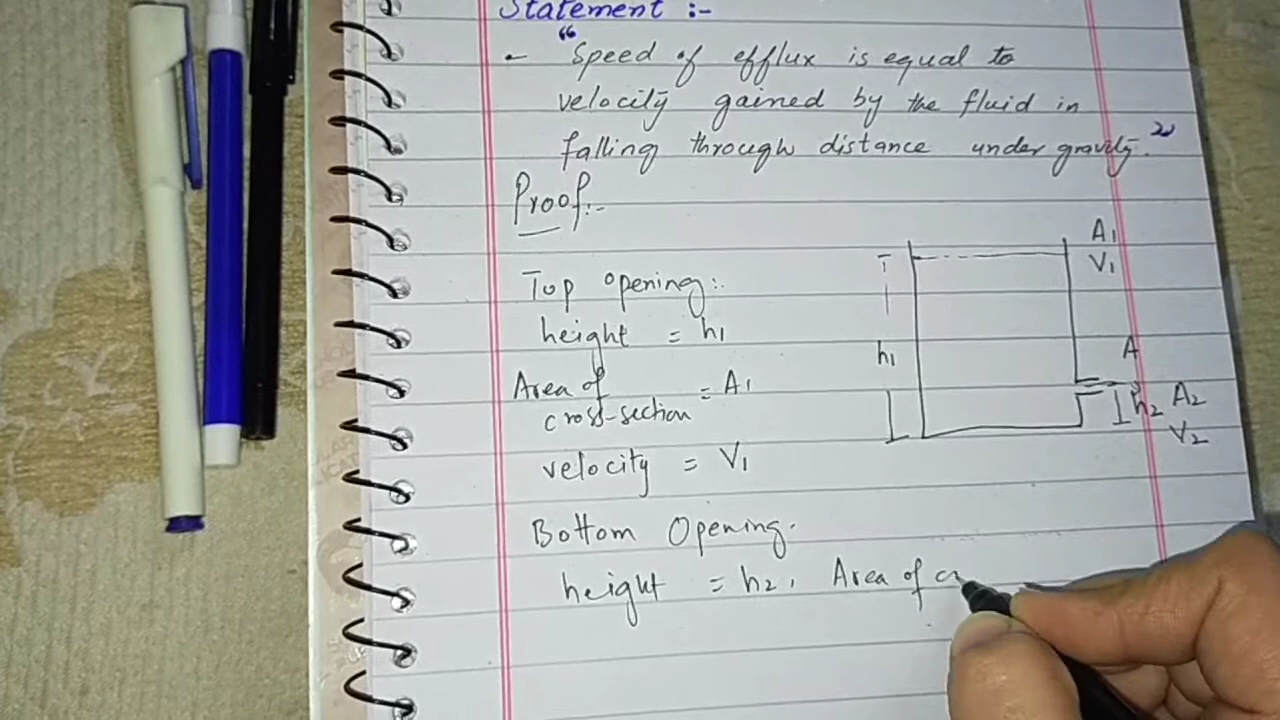 Statement :-
- "Speed of efflux is equal to
velocity gained by the fluid in
falling through distance under gravity."
Proof:-
Top Opening:.
height = h1
Area of
cross-section = A1
velocity = V1
Bottom Opening.
height = h2, Area of cr
A1
V1
h1
A
h2 A2
V2